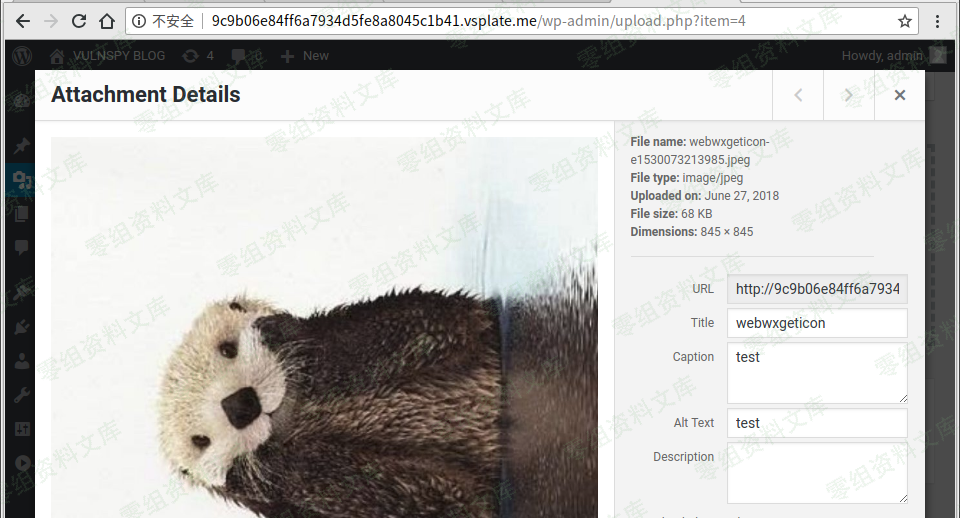 不安全 9c9b06e84ff6a7934d5fe8a8045c1b41.vsplate.me/wp-admin/upload.php?item=4
VULNSPY BLOG 4 New Howdy, admin
Attachment Details
File name: webwxgeticon-
e1530073213985.jpeg
File type: image/jpeg
Uploaded on: June 27, 2018
File size: 68 KB
Dimensions: 845 × 845
URL http://9c9b06e84ff6a7934
Title webwxgeticon
Caption test
Alt Text test
Description
零组资料文库